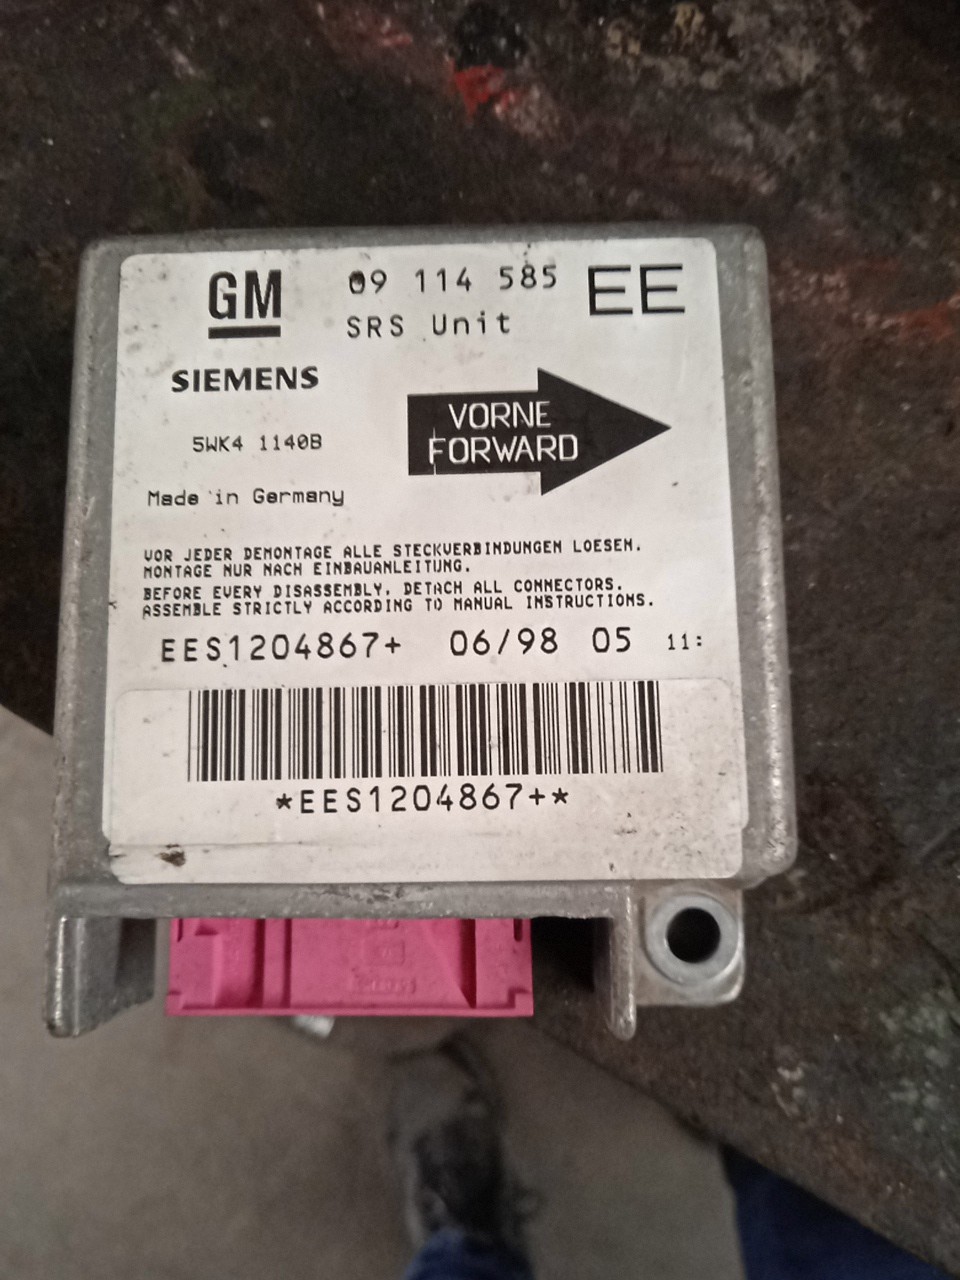 GM
09 114 585
EE
SRS Unit
SIEMENS
VORNE
FORWARD
5WK4 1140B
Made in Germany
VOR JEDER DEMONTAGE ALLE STECKVERBINDUNGEN LOESEN.
MONTAGE NUR NACH EINBAUANLEITUNG.
BEFORE EVERY DISASSEMBLY, DETACH ALL CONNECTORS.
ASSEMBLE STRICTLY ACCORDING TO MANUAL INSTRUCTIONS.
EES1204867+ 06/98 05 11:
*EES1204867+*